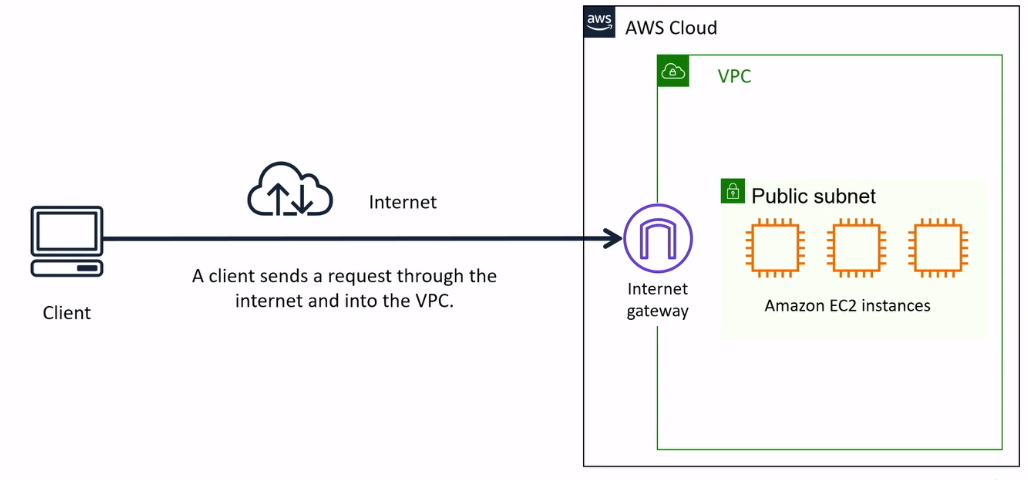 aws
AWS Cloud
VPC
Internet
Public subnet
A client sends a request through the
internet and into the VPC.
Client
Internet
gateway
Amazon EC2 instances